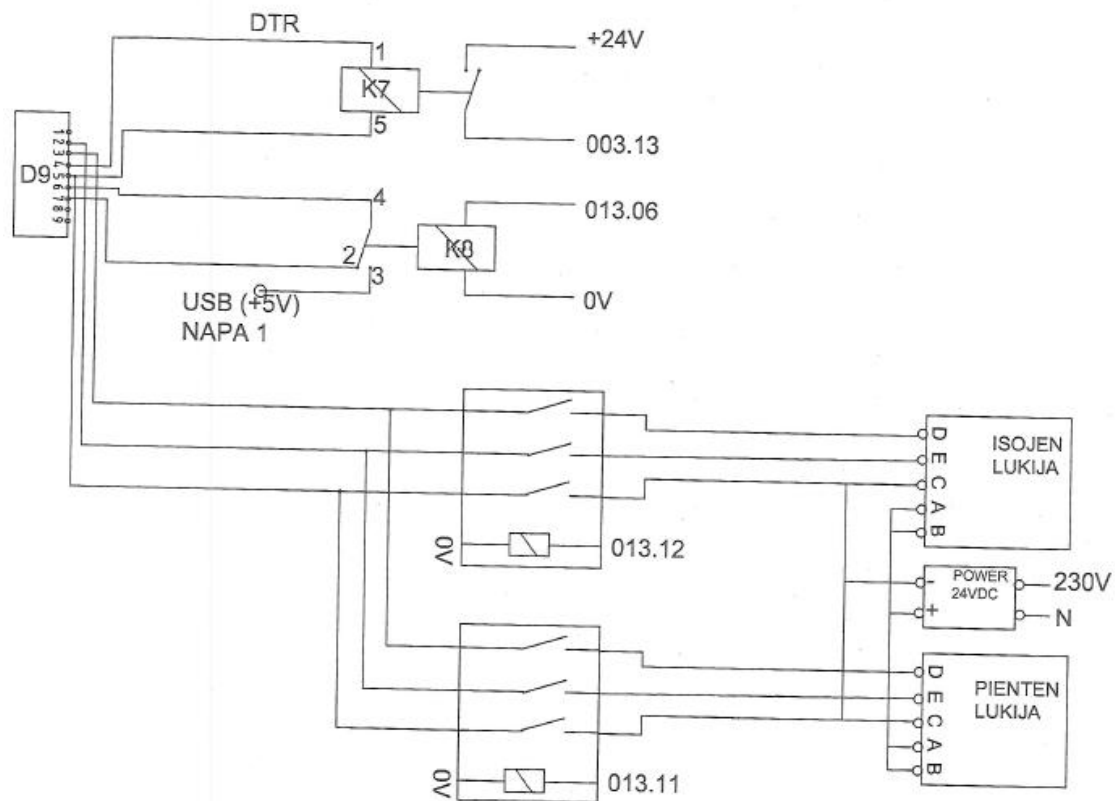 DTR
+24V
1
K7
5
003.13
D9
1
2
3
4
5
6
7
8
9
4
013.06
2
K8
3
USB (+5V)
0V
NAPA 1
D
E
C
A
B
ISOJEN
LUKIJA
0V
013.12
-
+
POWER
24VDC
230V
N
D
E
C
A
B
PIENTEN
LUKIJA
0V
013.11